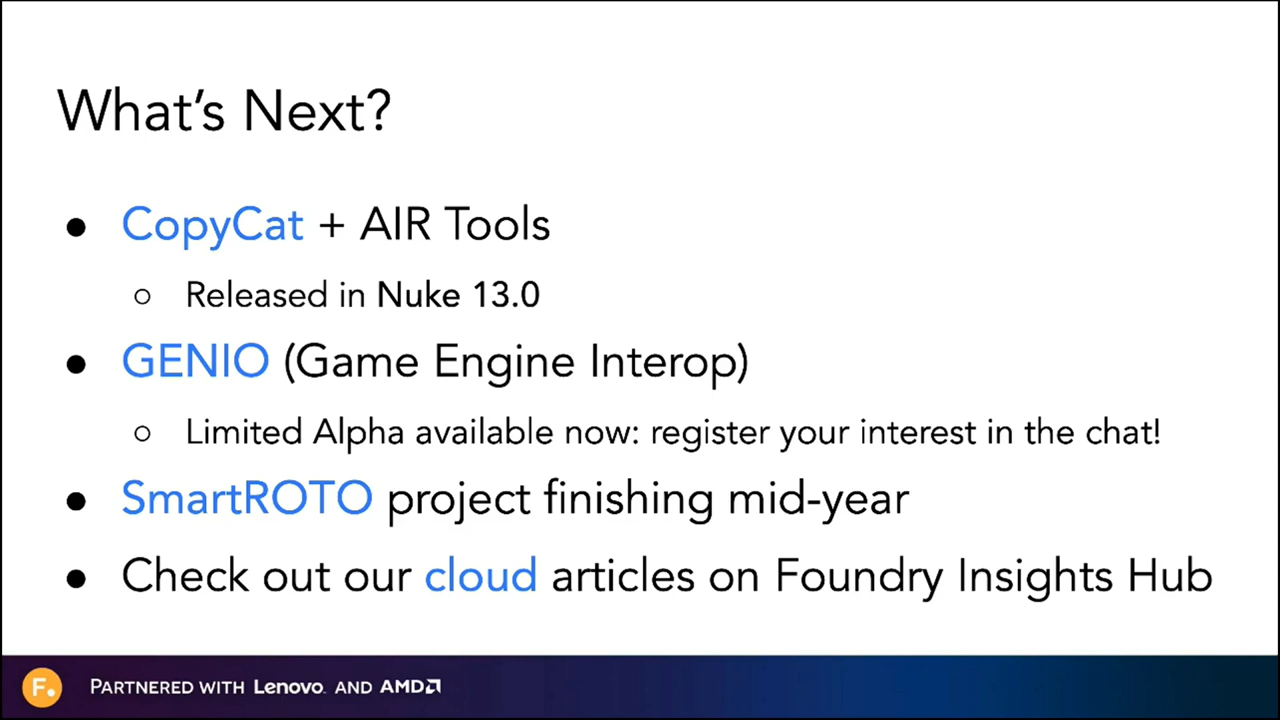 What's Next?
● CopyCat + AIR Tools
○ Released in Nuke 13.0
● GENIO (Game Engine Interop)
○ Limited Alpha available now: register your interest in the chat!
● SmartROTO project finishing mid-year
● Check out our cloud articles on Foundry Insights Hub
F. PARTNERED WITH Lenovo. AND AMD